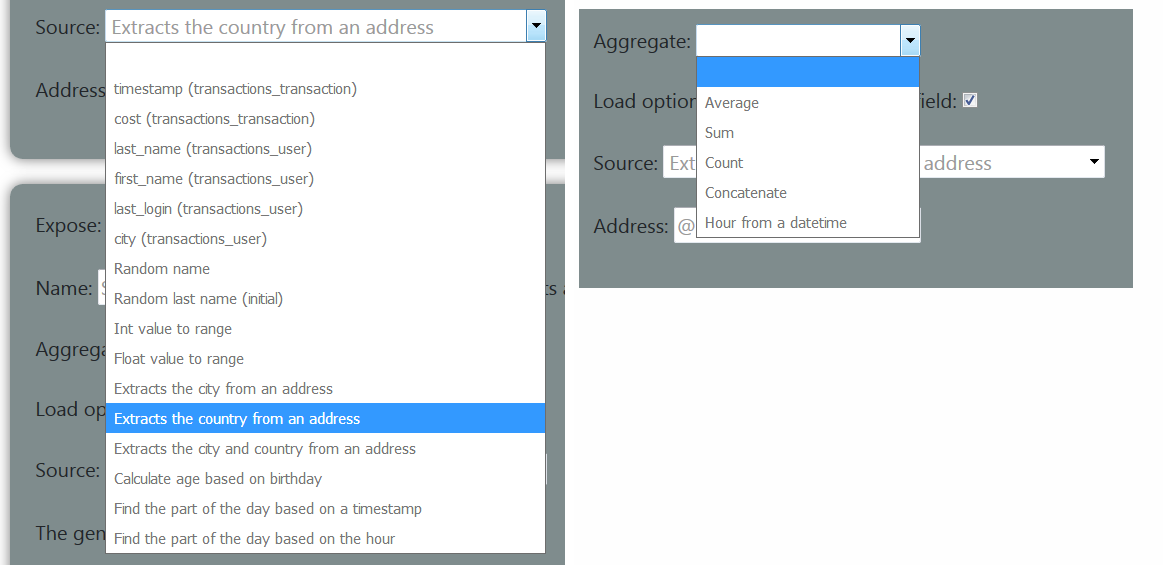 Source: Extracts the country from an address
Address
timestamp (transactions_transaction)
cost (transactions_transaction)
last_name (transactions_user)
first_name (transactions_user)
last_login (transactions_user)
city (transactions_user)
Random name
Random last name (initial)
Int value to range
Float value to range
Extracts the city from an address
Extracts the country from an address
Extracts the city and country from an address
Calculate age based on birthday
Find the part of the day based on a timestamp
Find the part of the day based on the hour
Expose:
Name:
Aggrega
Load op
Source:
The gen
Aggregate:
Average
Sum
Count
Concatenate
Hour from a datetime
Load option ield:
Source: Ext address
Address: @